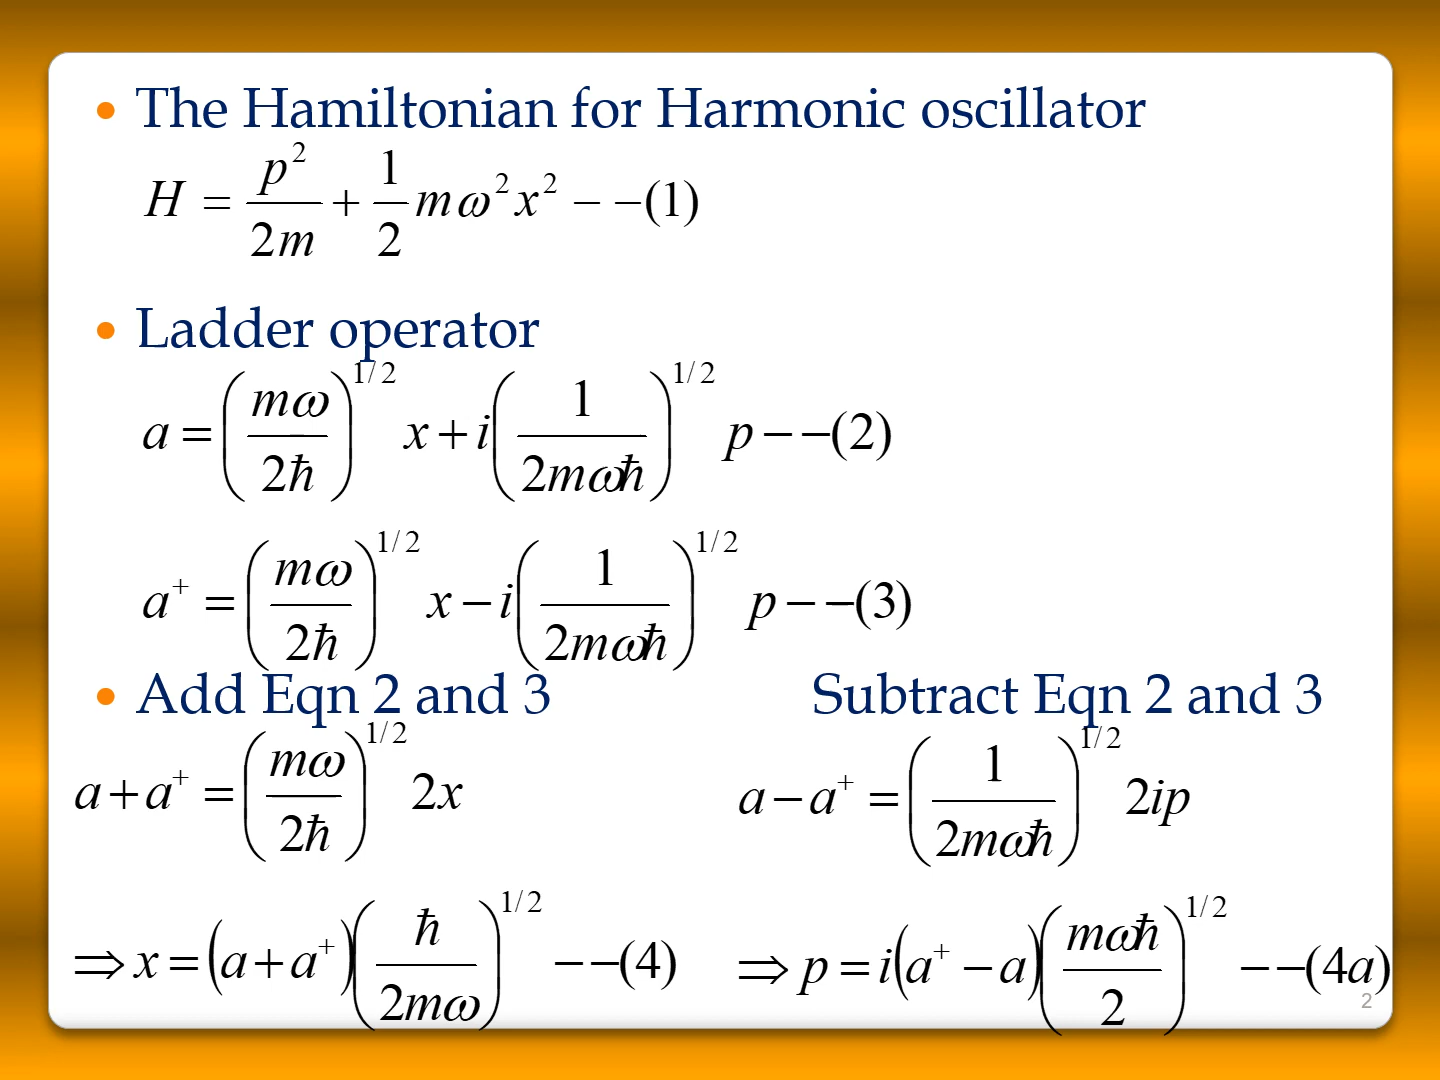 The Hamiltonian for Harmonic oscillator
H = p²/2m + 1/2 mω²x² − −(1)
Ladder operator
a = (mω/2ħ)^1/2 x + i(1/2mωħ)^1/2 p − −(2)
a⁺ = (mω/2ħ)^1/2 x − i(1/2mωħ)^1/2 p − −(3)
Add Eqn 2 and 3 Subtract Eqn 2 and 3
a + a⁺ = (mω/2ħ)^1/2 2x
a − a⁺ = (1/2mωħ)^1/2 2ip
⇒ x = (a + a⁺)(ħ/2mω)^1/2 − −(4)
⇒ p = i(a⁺ − a)(mωħ/2)^1/2 − −(4a)
2